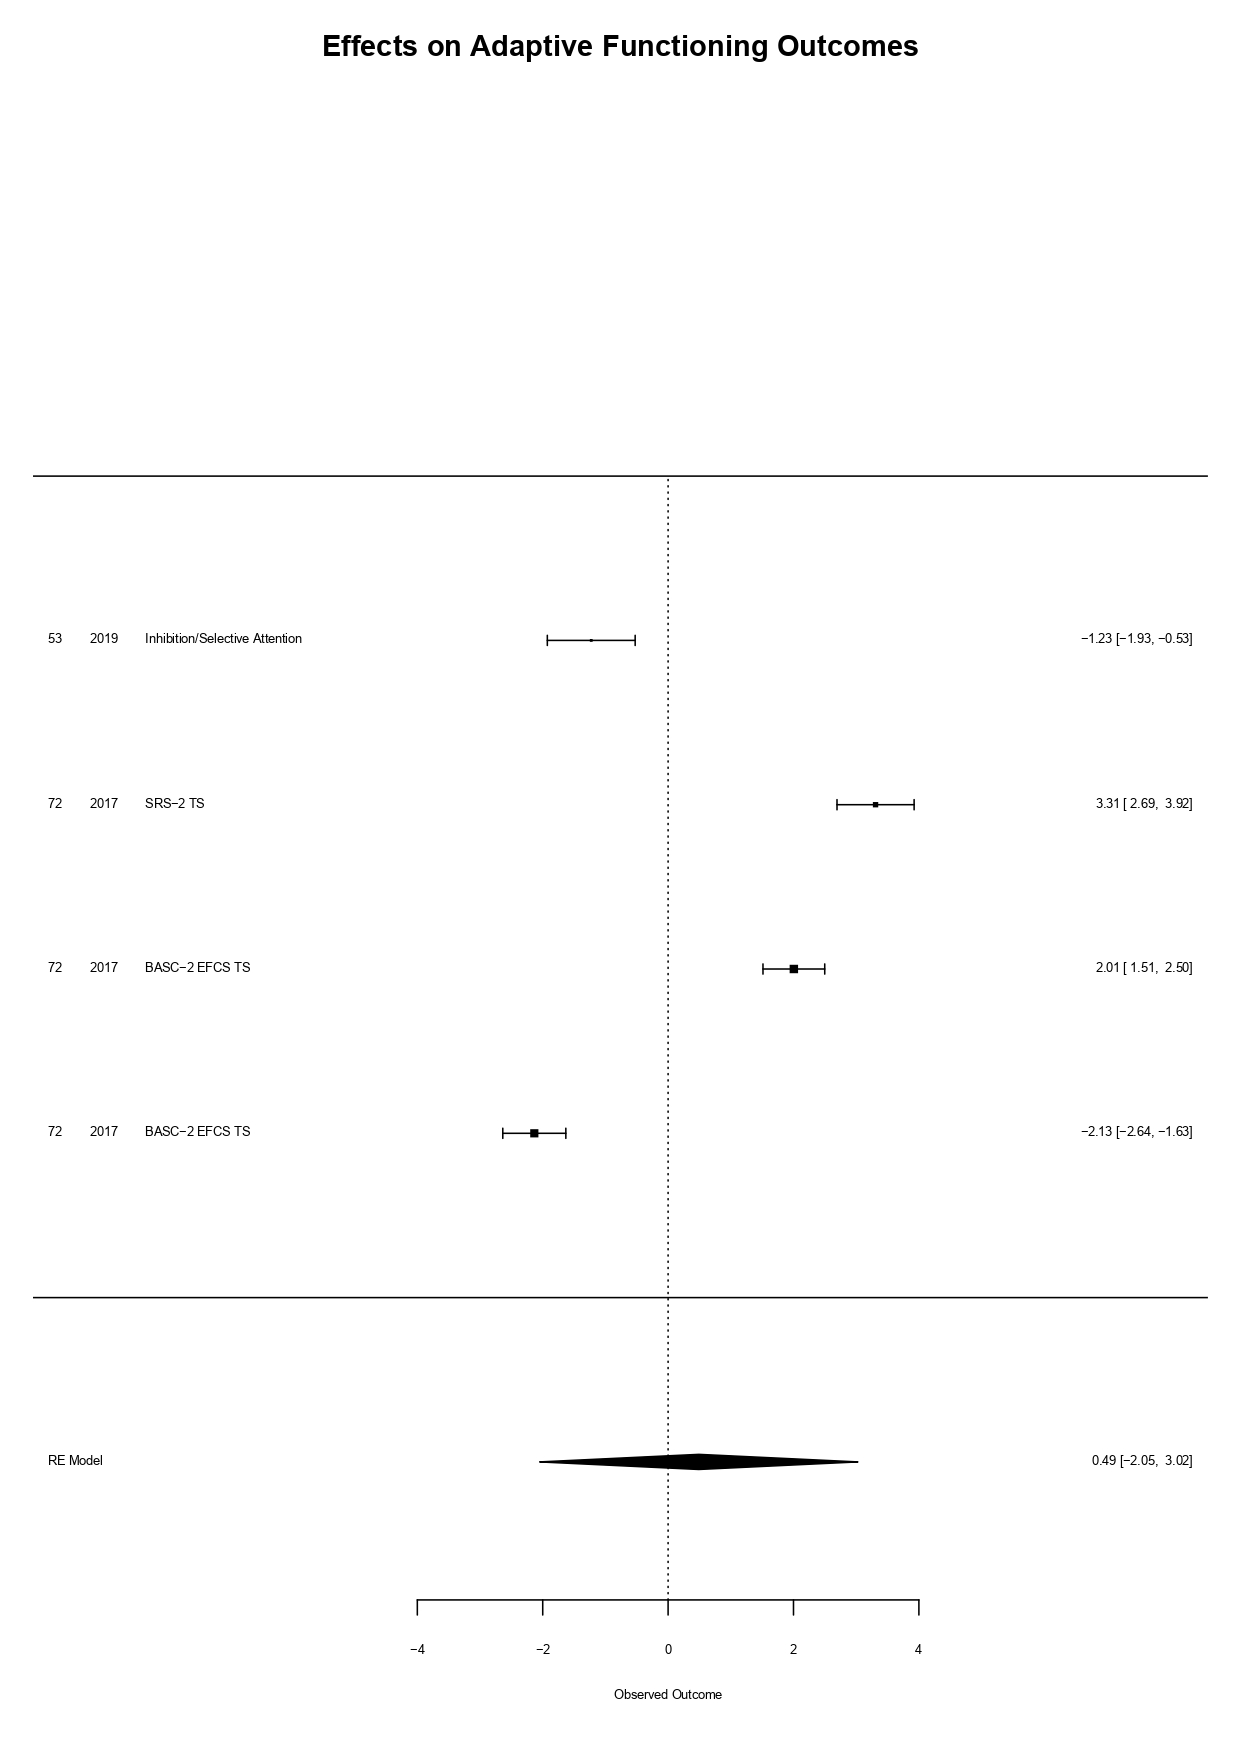 Effects on Adaptive Functioning Outcomes
53 2019 Inhibition/Selective Attention −1.23 [−1.93, −0.53]
72 2017 SRS−2 TS 3.31 [ 2.69, 3.92]
72 2017 BASC−2 EFCS TS 2.01 [ 1.51, 2.50]
72 2017 BASC−2 EFCS TS −2.13 [−2.64, −1.63]
RE Model 0.49 [−2.05, 3.02]
−4 −2 0 2 4
Observed Outcome